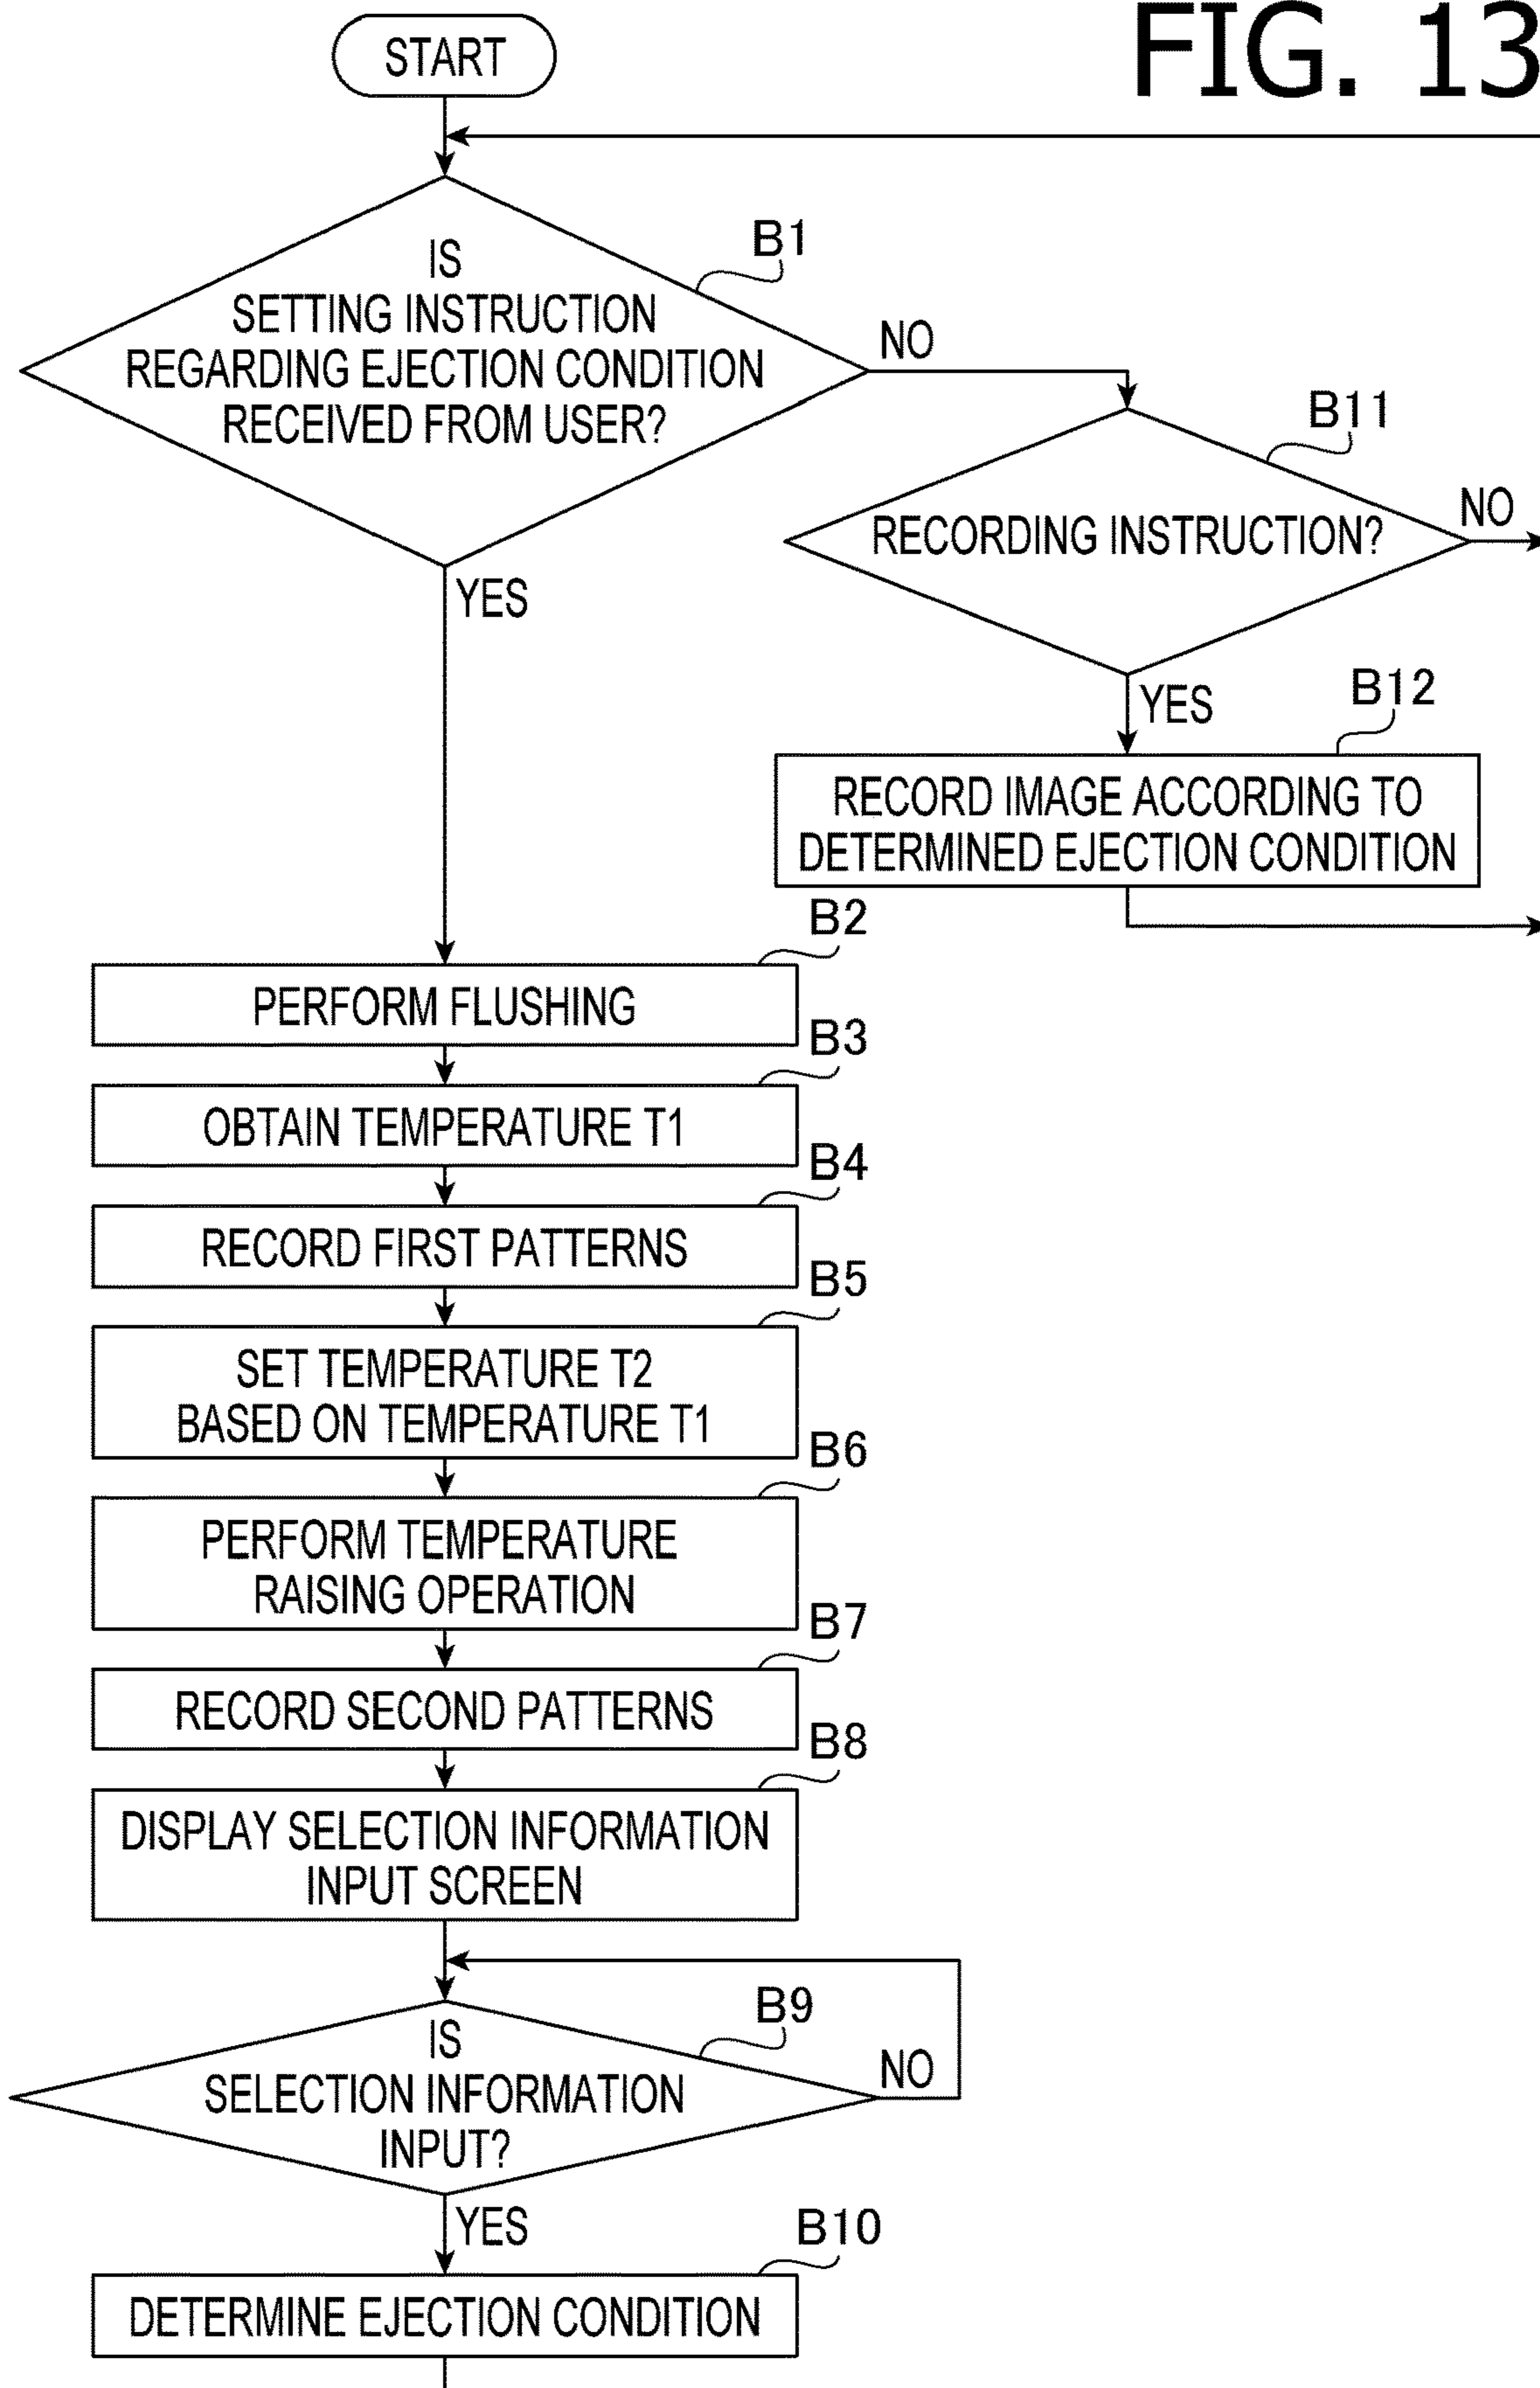 FIG. 13
START
B1
IS
SETTING INSTRUCTION
REGARDING EJECTION CONDITION
RECEIVED FROM USER?
NO
YES
B11
RECORDING INSTRUCTION?
NO
YES
B12
RECORD IMAGE ACCORDING TO
DETERMINED EJECTION CONDITION
B2
PERFORM FLUSHING
B3
OBTAIN TEMPERATURE T1
B4
RECORD FIRST PATTERNS
B5
SET TEMPERATURE T2
BASED ON TEMPERATURE T1
B6
PERFORM TEMPERATURE
RAISING OPERATION
B7
RECORD SECOND PATTERNS
B8
DISPLAY SELECTION INFORMATION
INPUT SCREEN
B9
IS
SELECTION INFORMATION
INPUT?
NO
YES
B10
DETERMINE EJECTION CONDITION